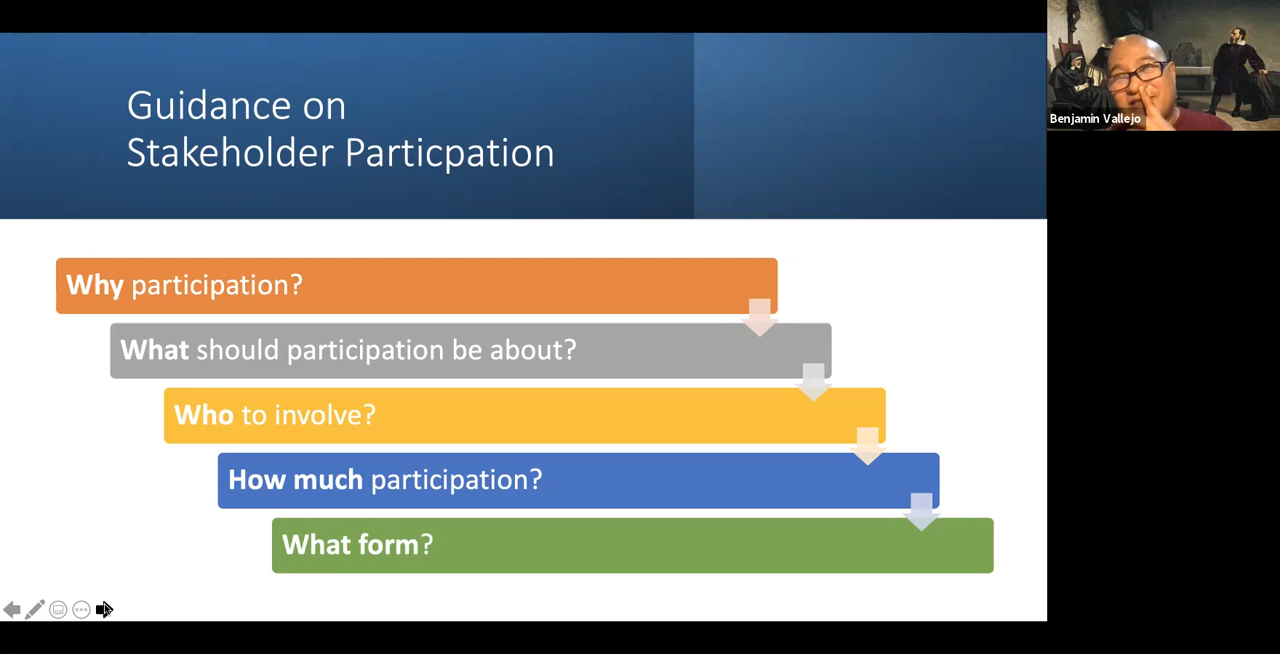 Guidance on
Stakeholder Particpation
Why participation?
What should participation be about?
Who to involve?
How much participation?
What form?
Benjamin Vallejo